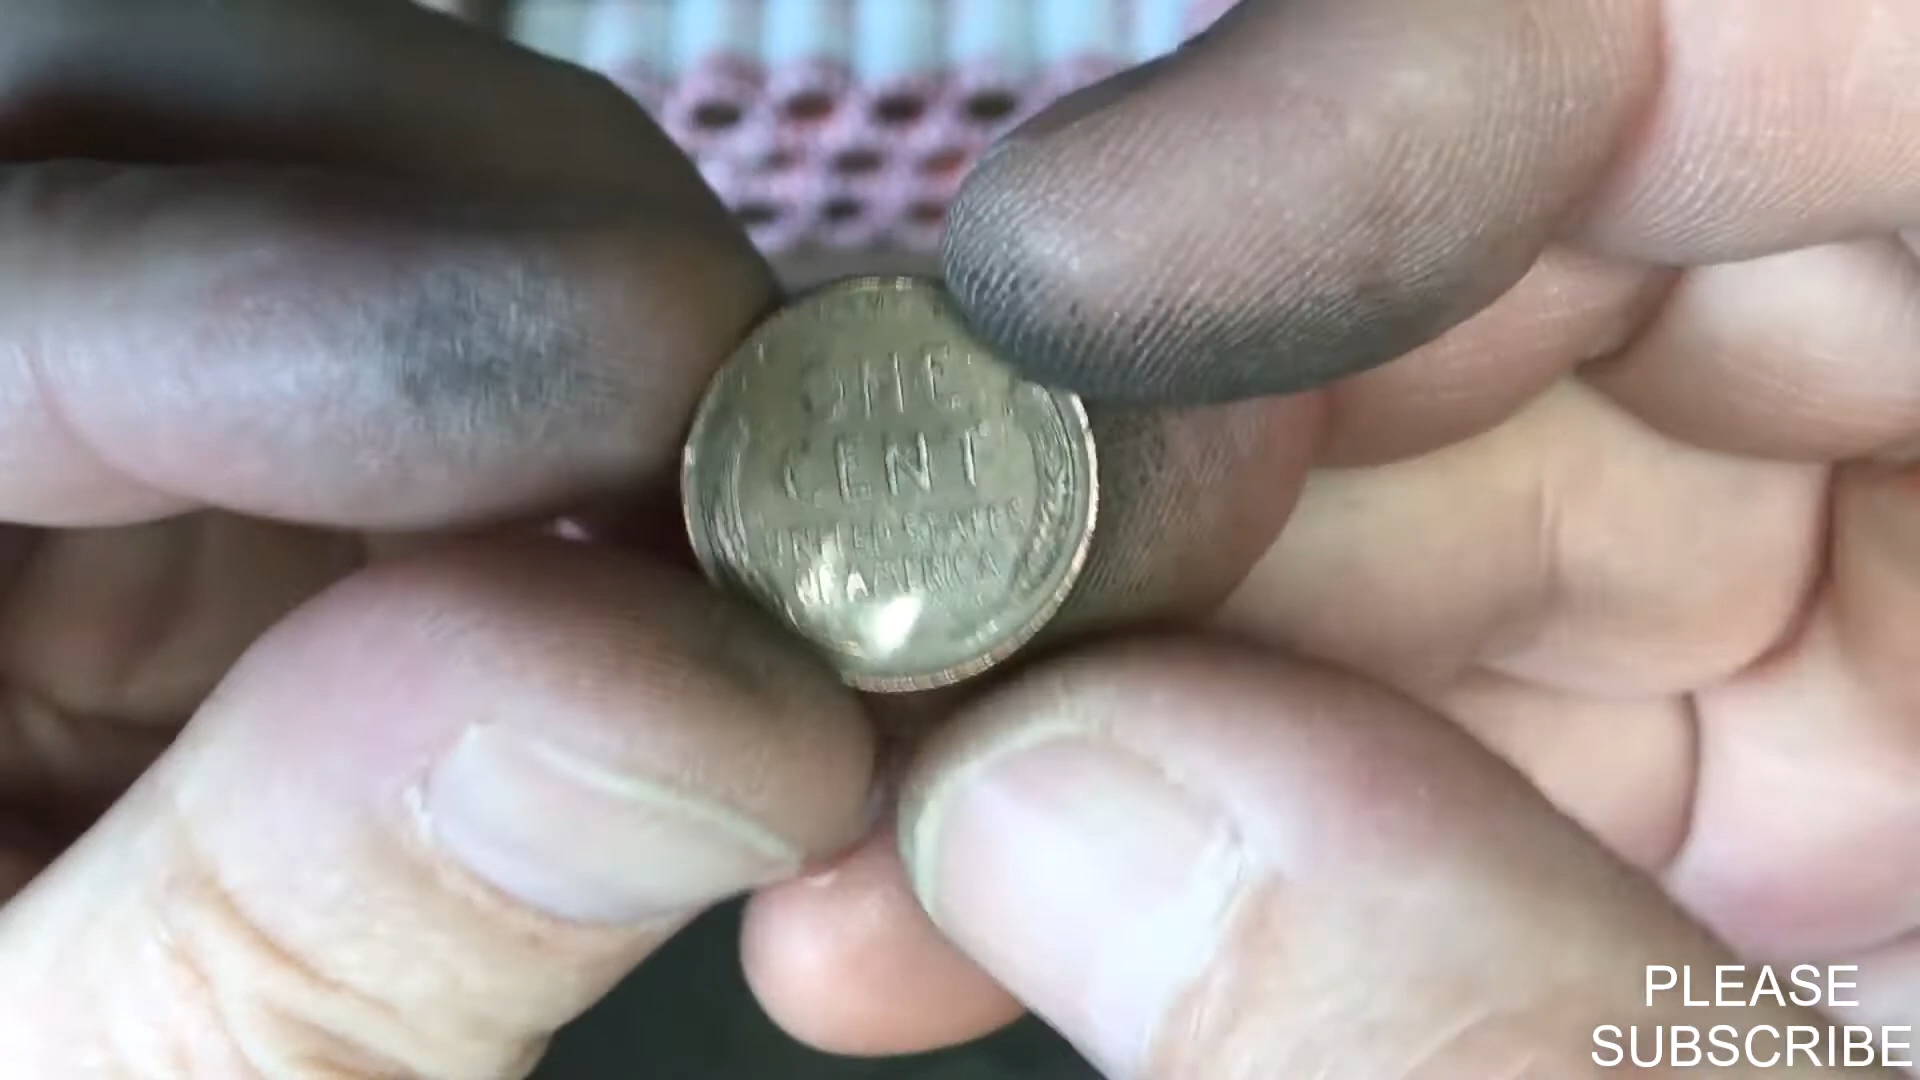 ONE
CENT
UNITED STATES
OF AMERICA
PLEASE
SUBSCRIBE